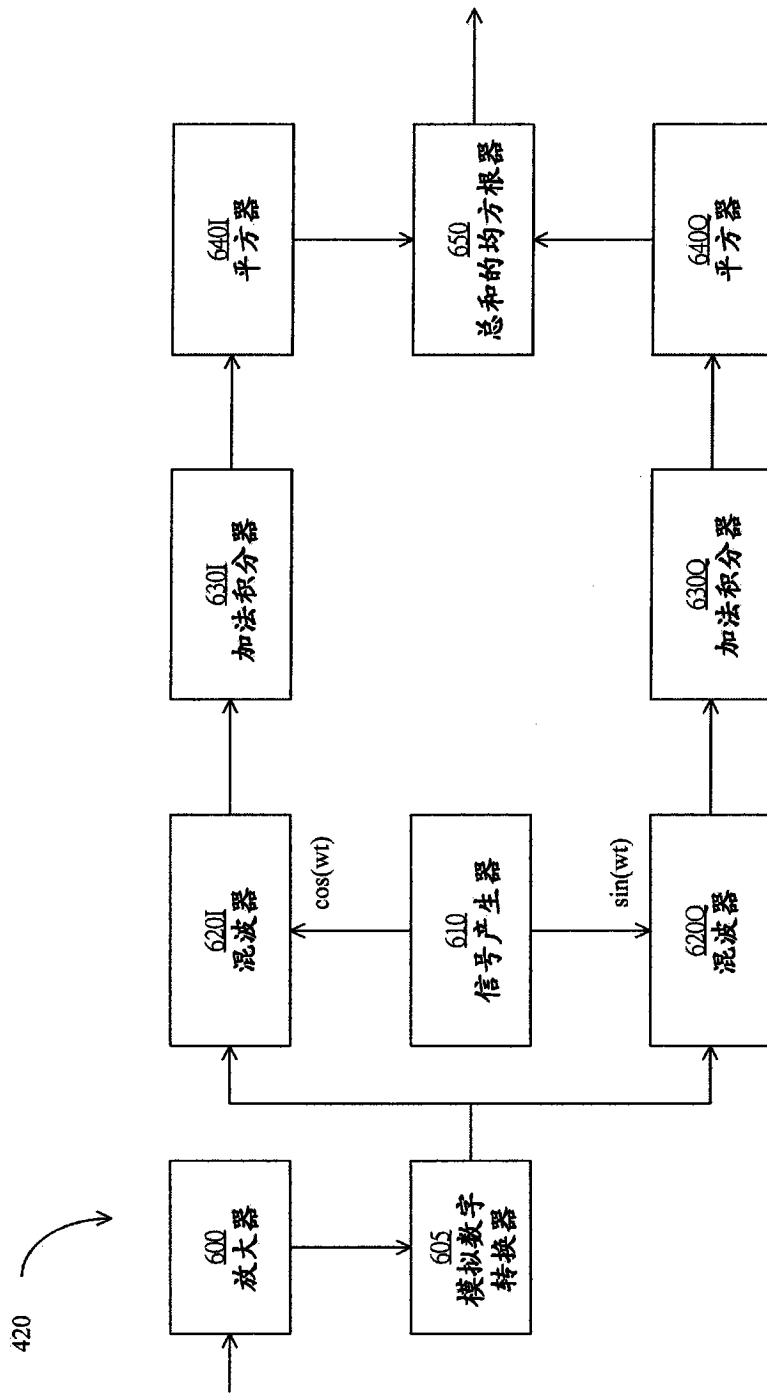 420
600
放大器
605
模拟数字
转换器
620I
混波器
cos(wt)
610
信号产生器
sin(wt)
620Q
混波器
630I
加法积分器
630Q
加法积分器
640I
平方器
650
总和的均方根器
640Q
平方器